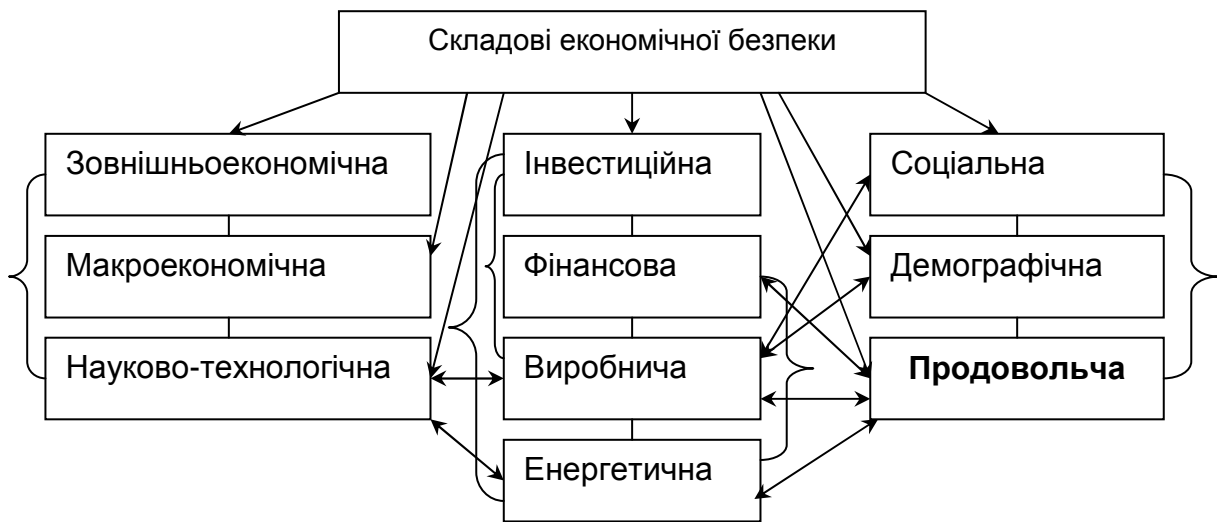 Складові економічної безпеки
Зовнішньоекономічна
Макроекономічна
Науково-технологічна
Інвестиційна
Фінансова
Виробнича
Енергетична
Соціальна
Демографічна
Продовольча